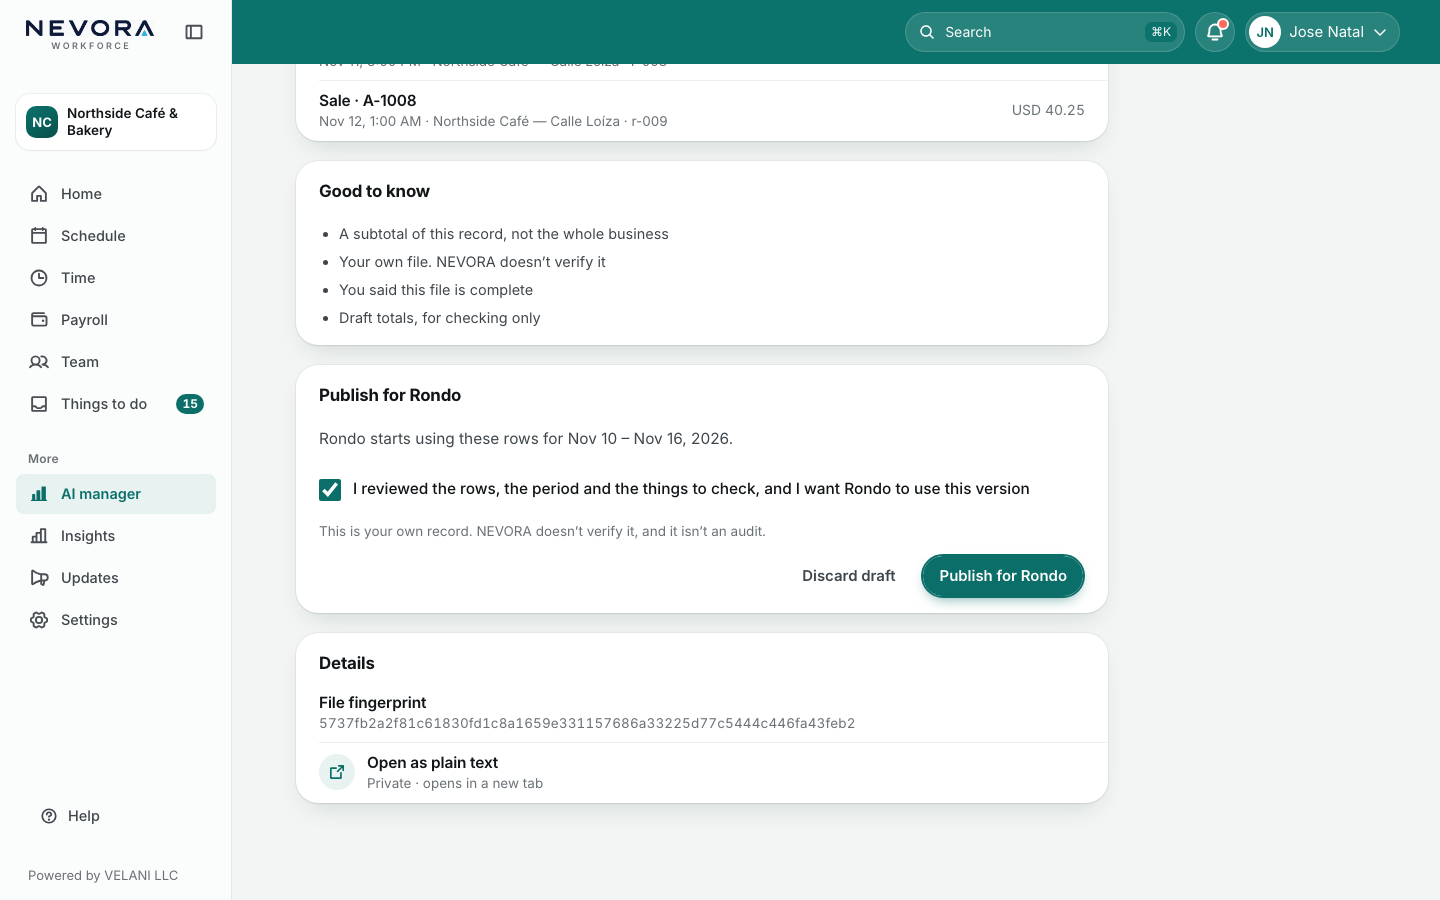 NEVORA
WORKFORCE
Search
⌘K
JN
Jose Natal
NC
Northside Café &
Bakery
Home
Schedule
Time
Payroll
Team
Things to do
15
More
AI manager
Insights
Updates
Settings
Help
Powered by VELANI LLC
Sale · A-1008
Nov 12, 1:00 AM · Northside Café — Calle Loíza · r-009
USD 40.25
Good to know
• A subtotal of this record, not the whole business
• Your own file. NEVORA doesn’t verify it
• You said this file is complete
• Draft totals, for checking only
Publish for Rondo
Rondo starts using these rows for Nov 10 – Nov 16, 2026.
I reviewed the rows, the period and the things to check, and I want Rondo to use this version
This is your own record. NEVORA doesn’t verify it, and it isn’t an audit.
Discard draft
Publish for Rondo
Details
File fingerprint
5737fb2a2f81c61830fd1c8a1659e331157686a33225d77c5444c446fa43feb2
Open as plain text
Private · opens in a new tab